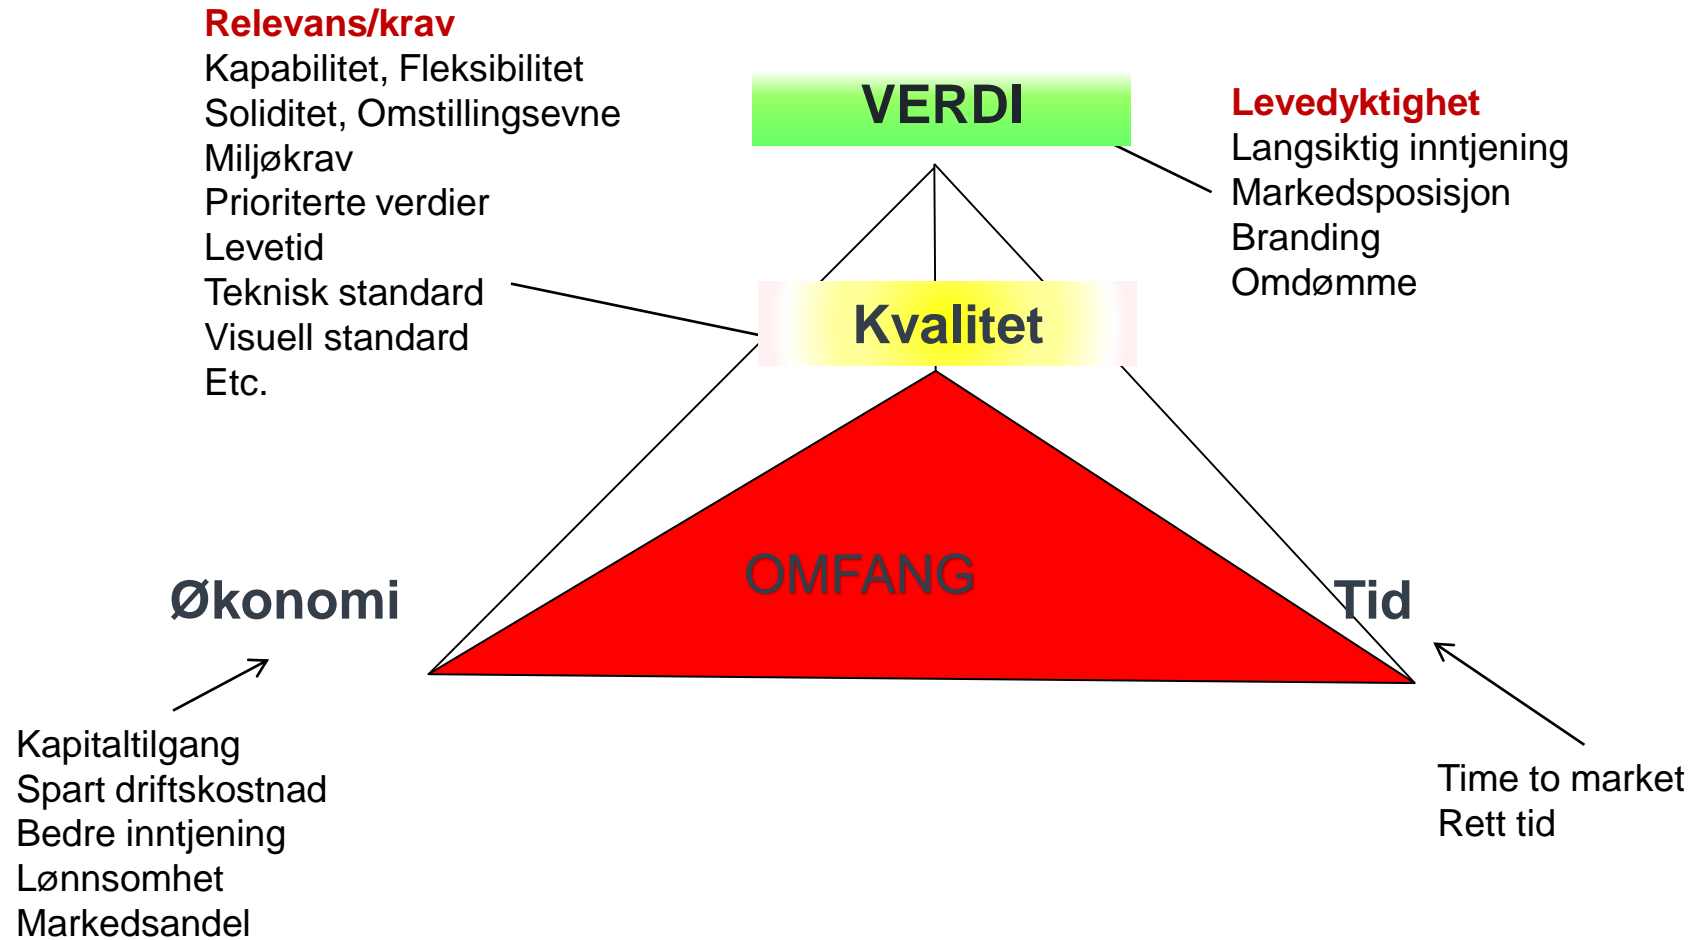 Relevans/krav
Kapabilitet, Fleksibilitet
Soliditet, Omstillingsevne
Miljøkrav
Prioriterte verdier
Levetid
Teknisk standard
Visuell standard
Etc.
VERDI
Levedyktighet
Langsiktig inntjening
Markedsposisjon
Branding
Omdømme
Kvalitet
OMFANG
Økonomi
Tid
Kapitaltilgang
Spart driftskostnad
Bedre inntjening
Lønnsomhet
Markedsandel
Time to market
Rett tid